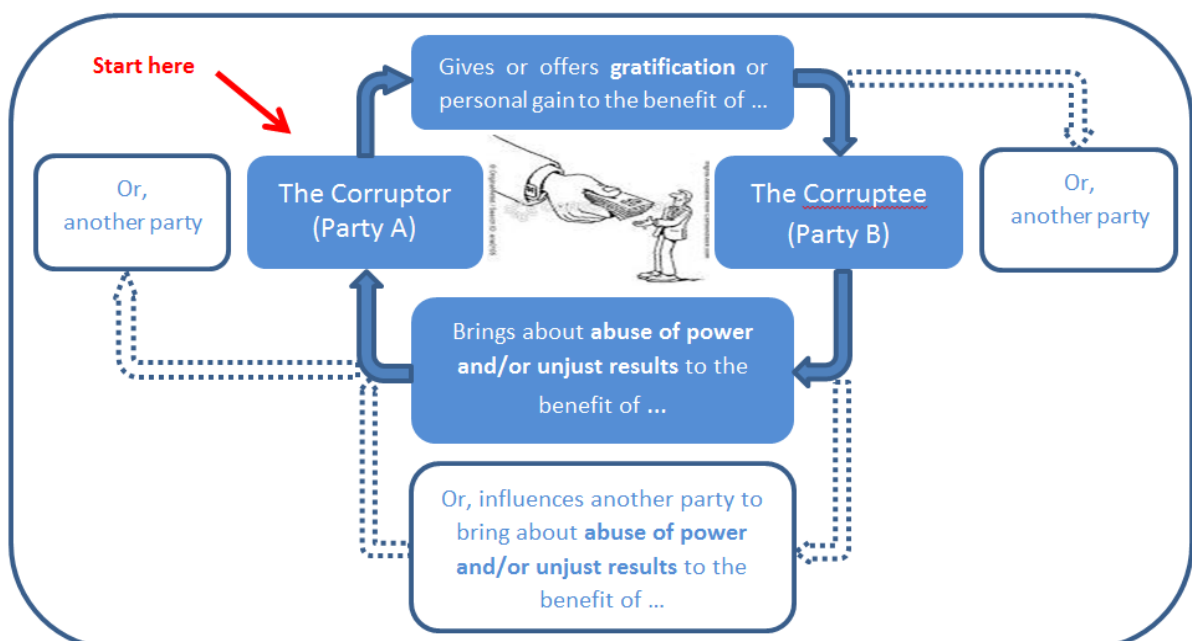 Start here
Gives or offers gratification or
personal gain to the benefit of ...
Or,
another party
The Corruptor
(Party A)
The Corruptee
(Party B)
Or,
another party
Brings about abuse of power
and/or unjust results to the
benefit of ...
Or, influences another party to
bring about abuse of power
and/or unjust results to the
benefit of ...